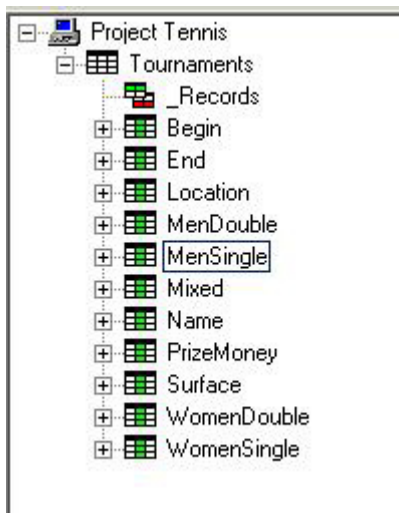 Project Tennis
Tournaments
_Records
Begin
End
Location
MenDouble
MenSingle
Mixed
Name
PrizeMoney
Surface
WomenDouble
WomenSingle